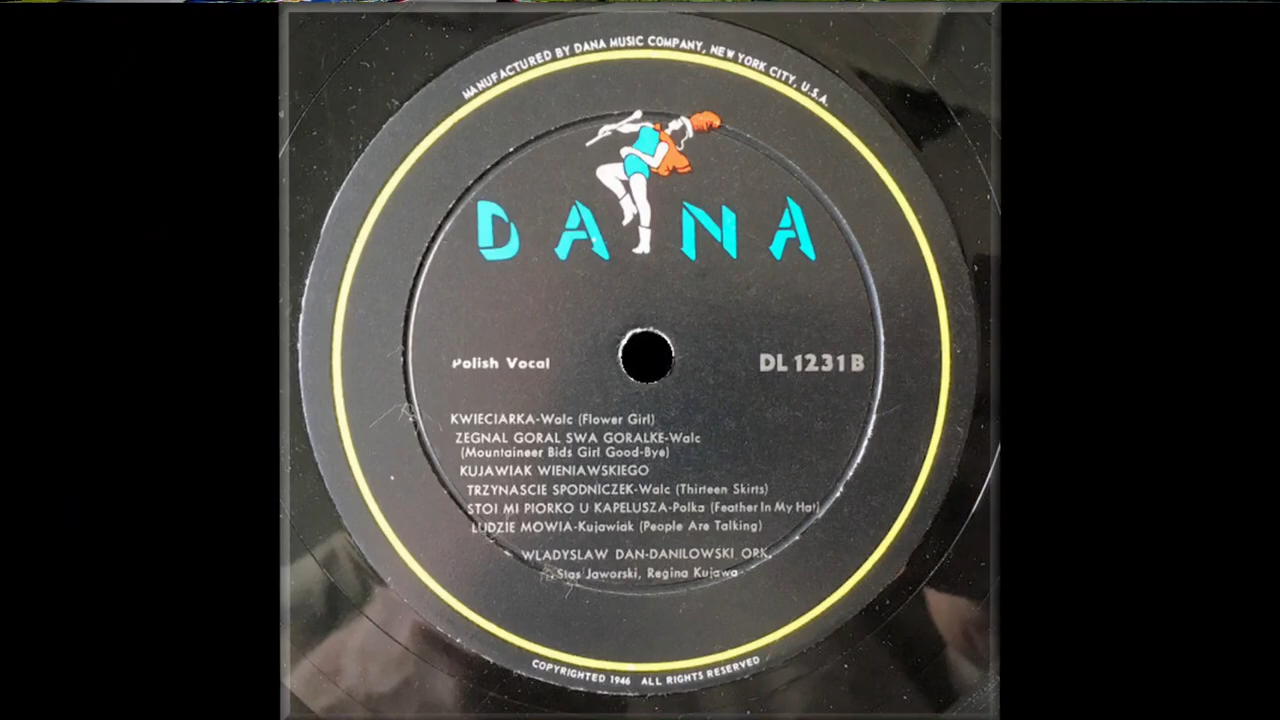 MANUFACTURED BY DANA MUSIC COMPANY, NEW YORK CITY, U.S.A.
DANA
Polish Vocal
DL 1231 B
KWIECIARKA-Walc (Flower Girl)
ZEGNAL GORAL SWA GORALKE-Walc
(Mountaineer Bids Girl Good-Bye)
KUJAWIAK WIENIAWSKIEGO
TRZYNASCIE SPODNICZEK-Walc (Thirteen Skirts)
STOI MI PIORKO U KAPELUSZA-Polka (Feather In My Hat)
LUDZIE MOWIA-Kujawiak (People Are Talking)
WLADYSLAW DAN-DANILOWSKI ORK.
Stas Jaworski, Regina Kujawa
COPYRIGHTED 1946 ALL RIGHTS RESERVED